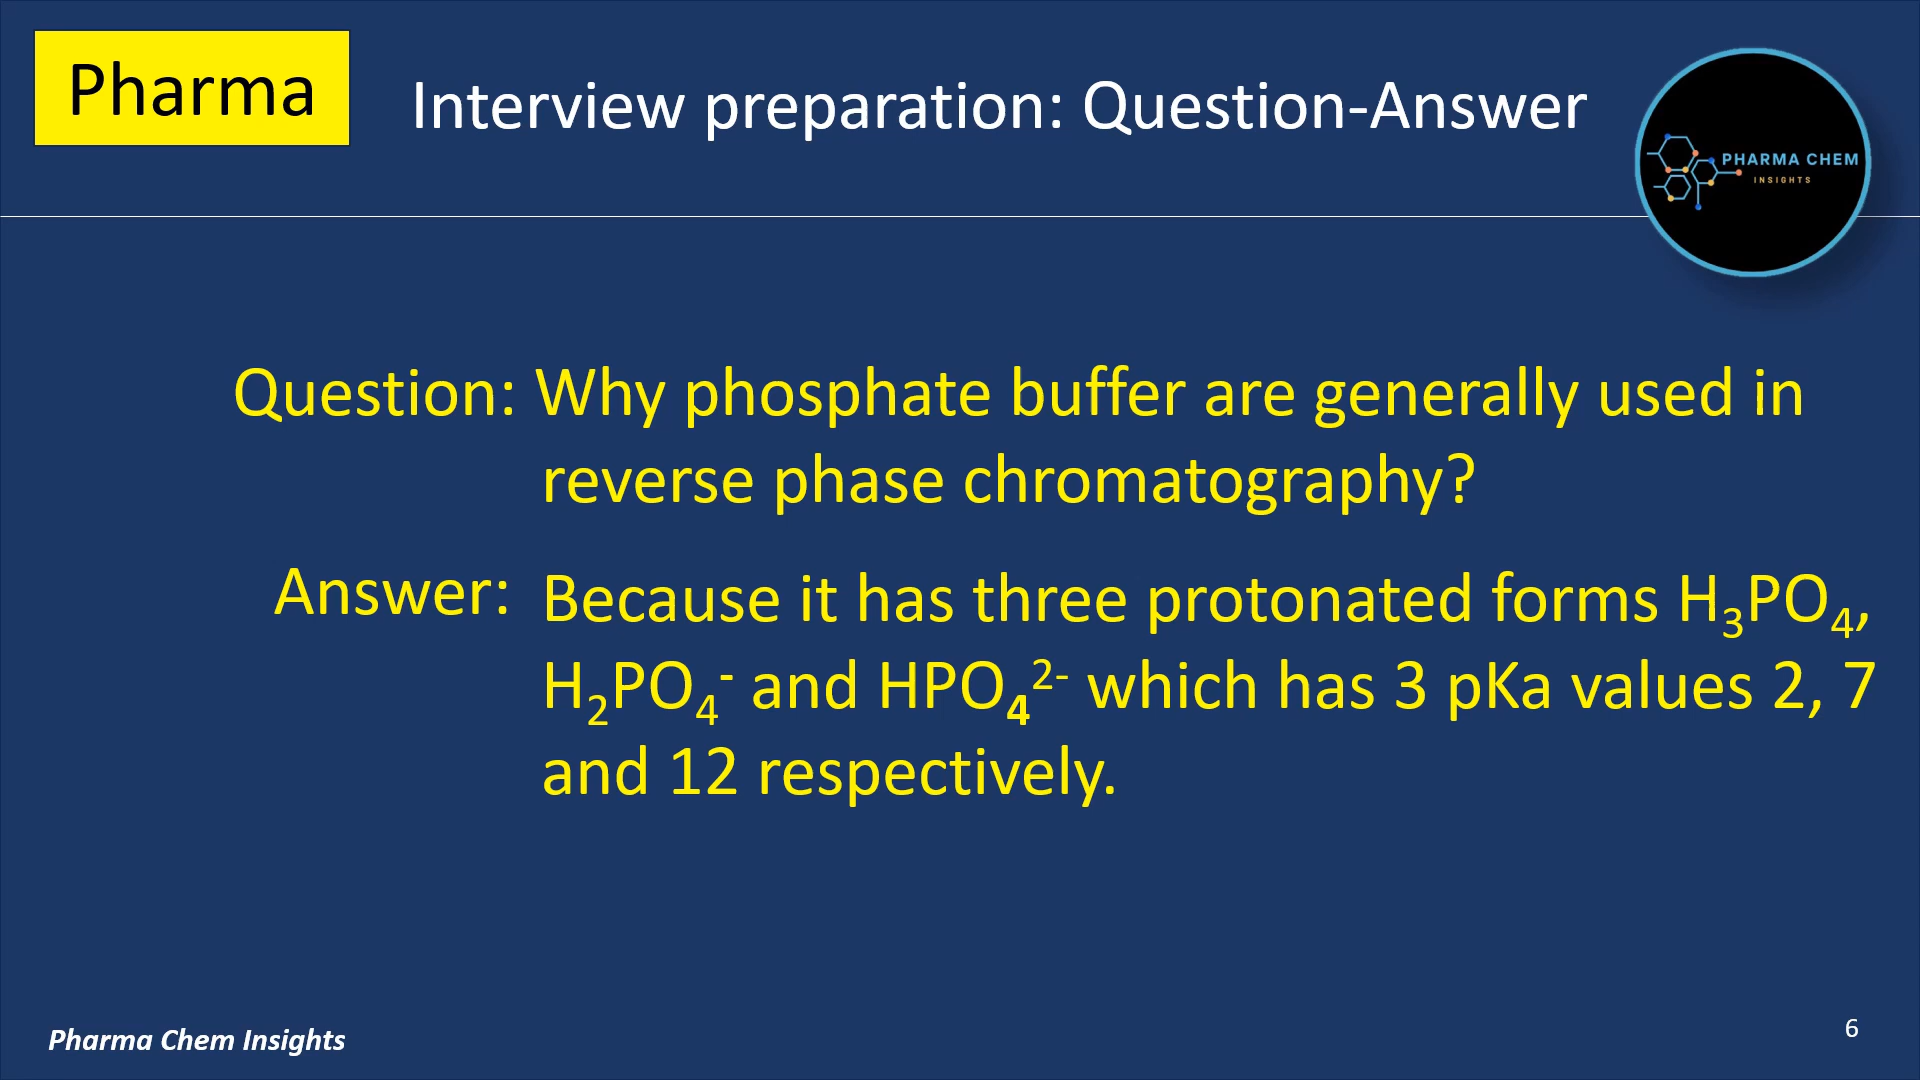 Pharma
Interview preparation: Question-Answer
PHARMA CHEM
INSIGHTS
Question: Why phosphate buffer are generally used in
reverse phase chromatography?
Answer: Because it has three protonated forms H₃PO₄,
H₂PO₄⁻ and HPO₄²⁻ which has 3 pKa values 2, 7
and 12 respectively.
Pharma Chem Insights
6